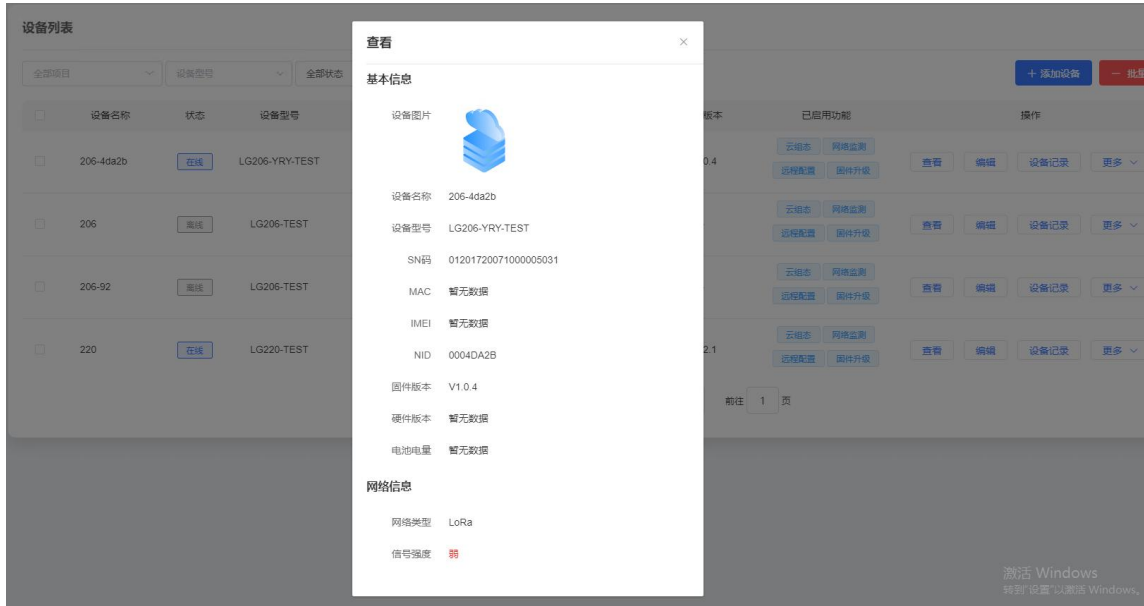 设备列表
全部项目 设备型号 全部状态 + 添加设备 − 批量
设备名称 状态 设备型号 版本 已启用功能 操作
206-4da2b 在线 LG206-YRY-TEST 0.4 云组态 网络监测 远程配置 固件升级 查看 编辑 设备记录 更多
206 离线 LG206-TEST 云组态 网络监测 远程配置 固件升级 查看 编辑 设备记录 更多
206-92 离线 LG206-TEST 云组态 网络监测 远程配置 固件升级 查看 编辑 设备记录 更多
220 在线 LG220-TEST 2.1 云组态 网络监测 远程配置 固件升级 查看 编辑 设备记录 更多
前往 1 页
查看 ×
基本信息
设备图片
设备名称 206-4da2b
设备型号 LG206-YRY-TEST
SN码 01201720071000005031
MAC 暂无数据
IMEI 暂无数据
NID 0004DA2B
固件版本 V1.0.4
硬件版本 暂无数据
电池电量 暂无数据
网络信息
网络类型 LoRa
信号强度 弱
激活 Windows
转到"设置"以激活 Windows。